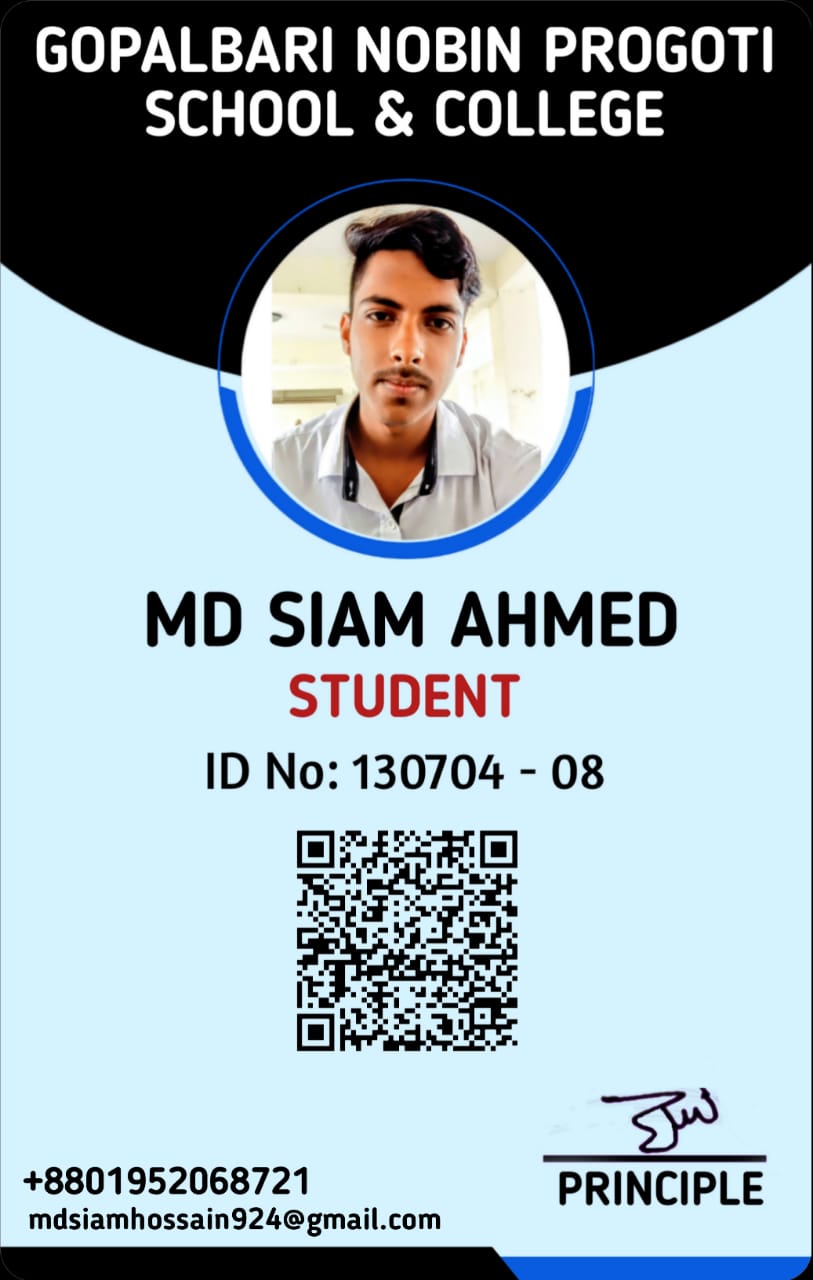 GOPALBARI NOBIN PROGOTI
SCHOOL & COLLEGE
MD SIAM AHMED
STUDENT
ID No: 130704 - 08
+8801952068721
mdsiamhossain924@gmail.com
PRINCIPLE